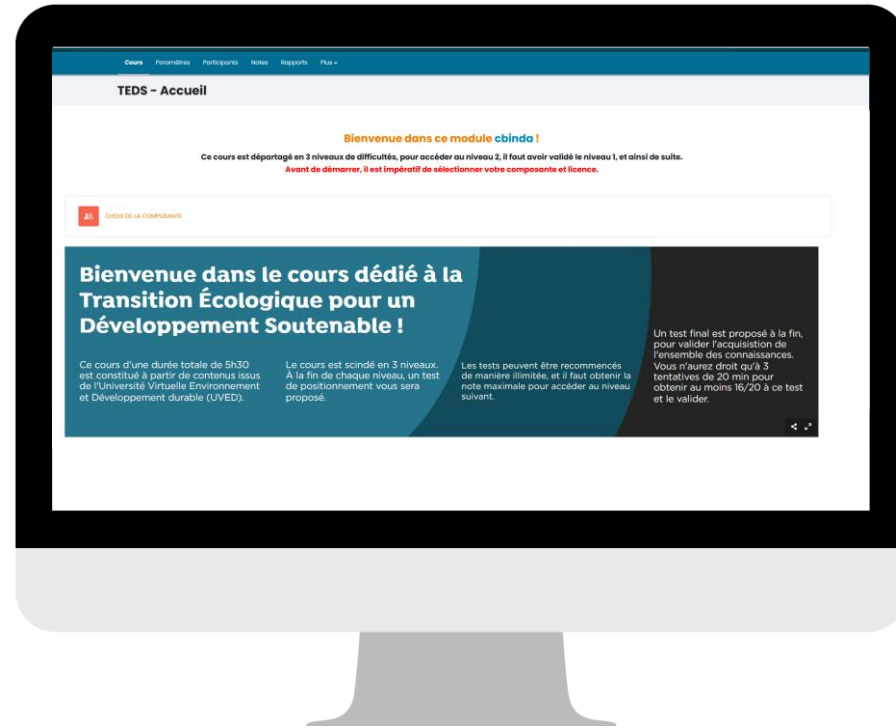 Cours Paramètres Participants Notes Rapports Plus
TEDS - Accueil
Bienvenue dans ce module cbinda !
Ce cours est départagé en 3 niveaux de difficultés, pour accéder au niveau 2, il faut avoir validé le niveau 1, et ainsi de suite.
Avant de démarrer, il est impératif de sélectionner votre composante et licence.
CHOIX DE LA COMPOSANTE
Bienvenue dans le cours dédié à la
Transition Écologique pour un
Développement Soutenable !
Ce cours d'une durée totale de 5h30
est constitué à partir de contenus issus
de l'Université Virtuelle Environnement
et Développement durable (UVED).
Le cours est scindé en 3 niveaux.
À la fin de chaque niveau, un test
de positionnement vous sera
proposé.
Les tests peuvent être recommencés
de manière illimitée, et il faut obtenir la
note maximale pour accéder au niveau
suivant.
Un test final est proposé à la fin,
pour valider l'acquisistion de
l'ensemble des connaissances.
Vous n'aurez droit qu'à 3
tentatives de 20 min pour
obtenir au moins 16/20 à ce test
et le valider.